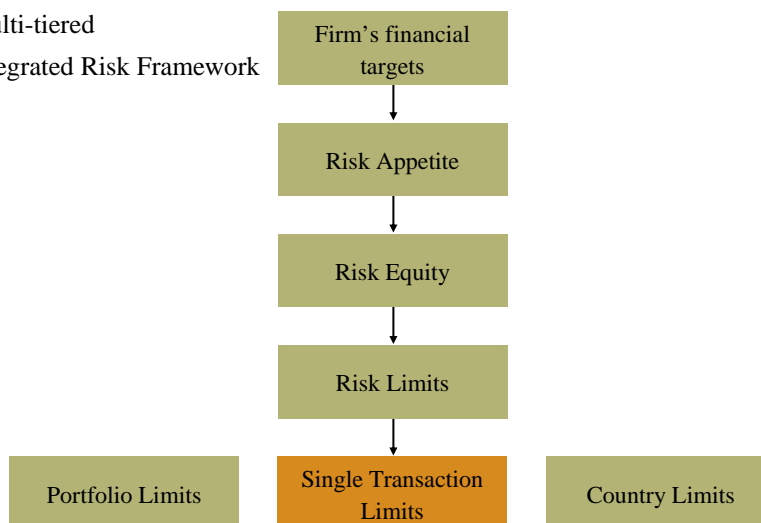 ulti-tiered
egrated Risk Framework
Firm's financial
targets
Risk Appetite
Risk Equity
Risk Limits
Portfolio Limits
Single Transaction
Limits
Country Limits